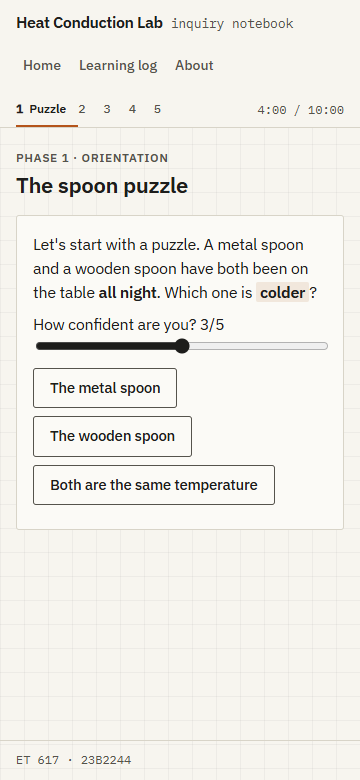 Heat Conduction Lab inquiry notebook
Home Learning log About
1 Puzzle 2 3 4 5 4:00 / 10:00
PHASE 1 · ORIENTATION
The spoon puzzle
Let's start with a puzzle. A metal spoon
and a wooden spoon have both been on
the table all night. Which one is colder?
How confident are you? 3/5
The metal spoon
The wooden spoon
Both are the same temperature
ET 617 · 23B2244